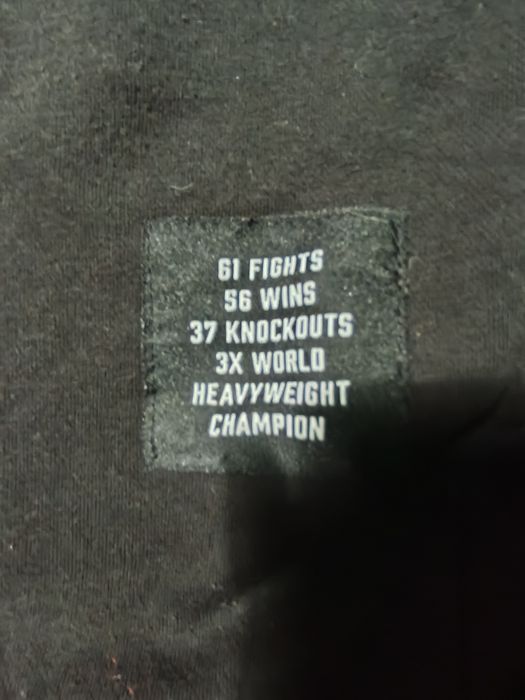 61 FIGHTS
56 WINS
37 KNOCKOUTS
3X WORLD
HEAVYWEIGHT
CHAMPION